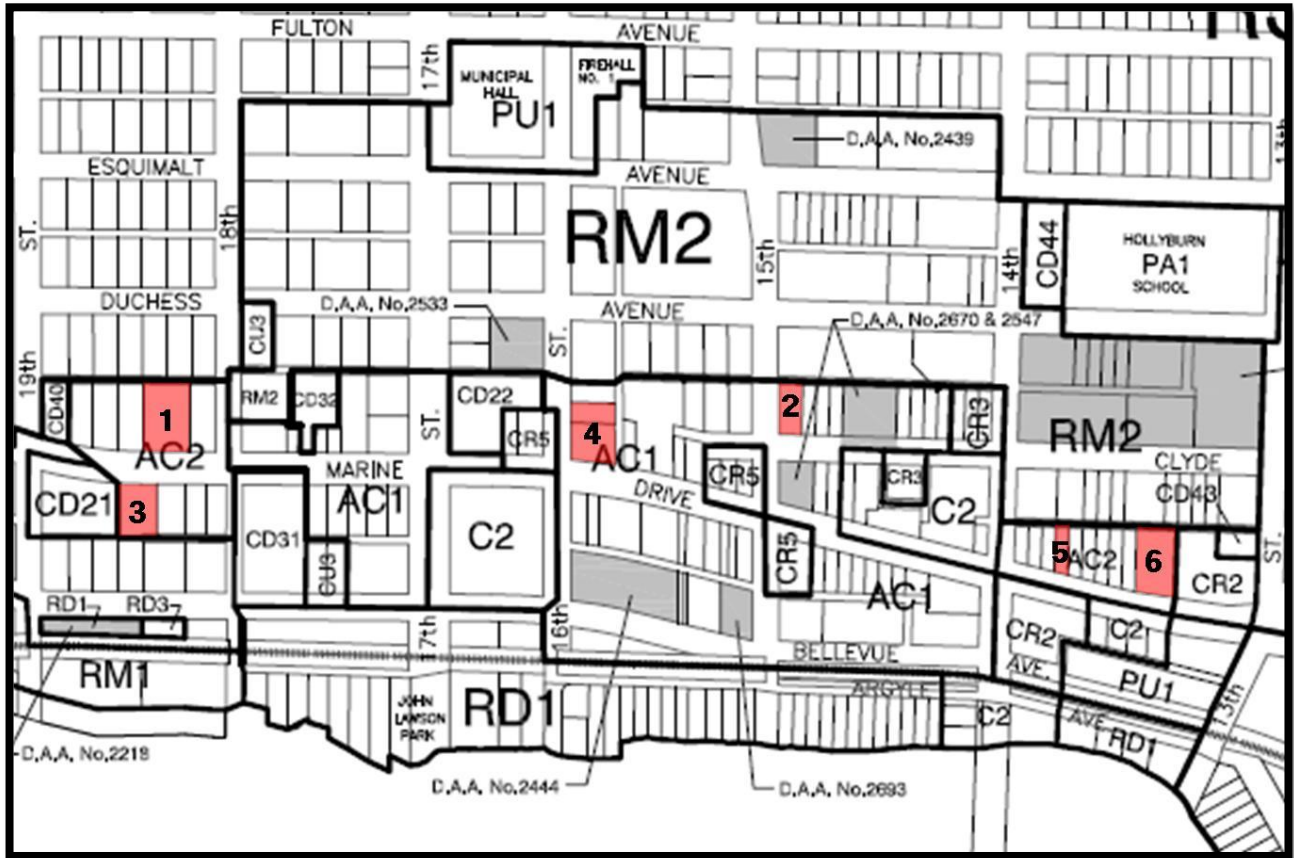 FULTON
AVENUE
17th
MUNICIPAL
HALL
PU1
FIREHALL
NO. 1
D.A.A. No.2439
13th
ESQUIMALT
AVENUE
ST.
18th
RM2
15th
14th
CD44
HOLLYBURN
PA1
SCHOOL
DUCHESS
D.A.A. No.2533
AVENUE
D.A.A. No.2670 & 2547
CU3
ST.
19th
CD40
1
RM2
CD32
ST.
CD22
CR5
4
AC1
2
CR3
RM2
AC2
MARINE
AC1
DRIVE
CR5
CR3
C2
CLYDE
CD43
CD21
3
CD31
CU3
C2
CR5
AC1
5
AC2
6
CR2
ST.
RD1
RD3
17th
16th
BELLEVUE
CR2
C2
AVE.
PU1
RM1
JOHN
LAWSON
PARK
RD1
ARGYLE
C2
AVE.
RD1
13th
D.A.A. No.2218
D.A.A. No.2444
D.A.A. No.2693